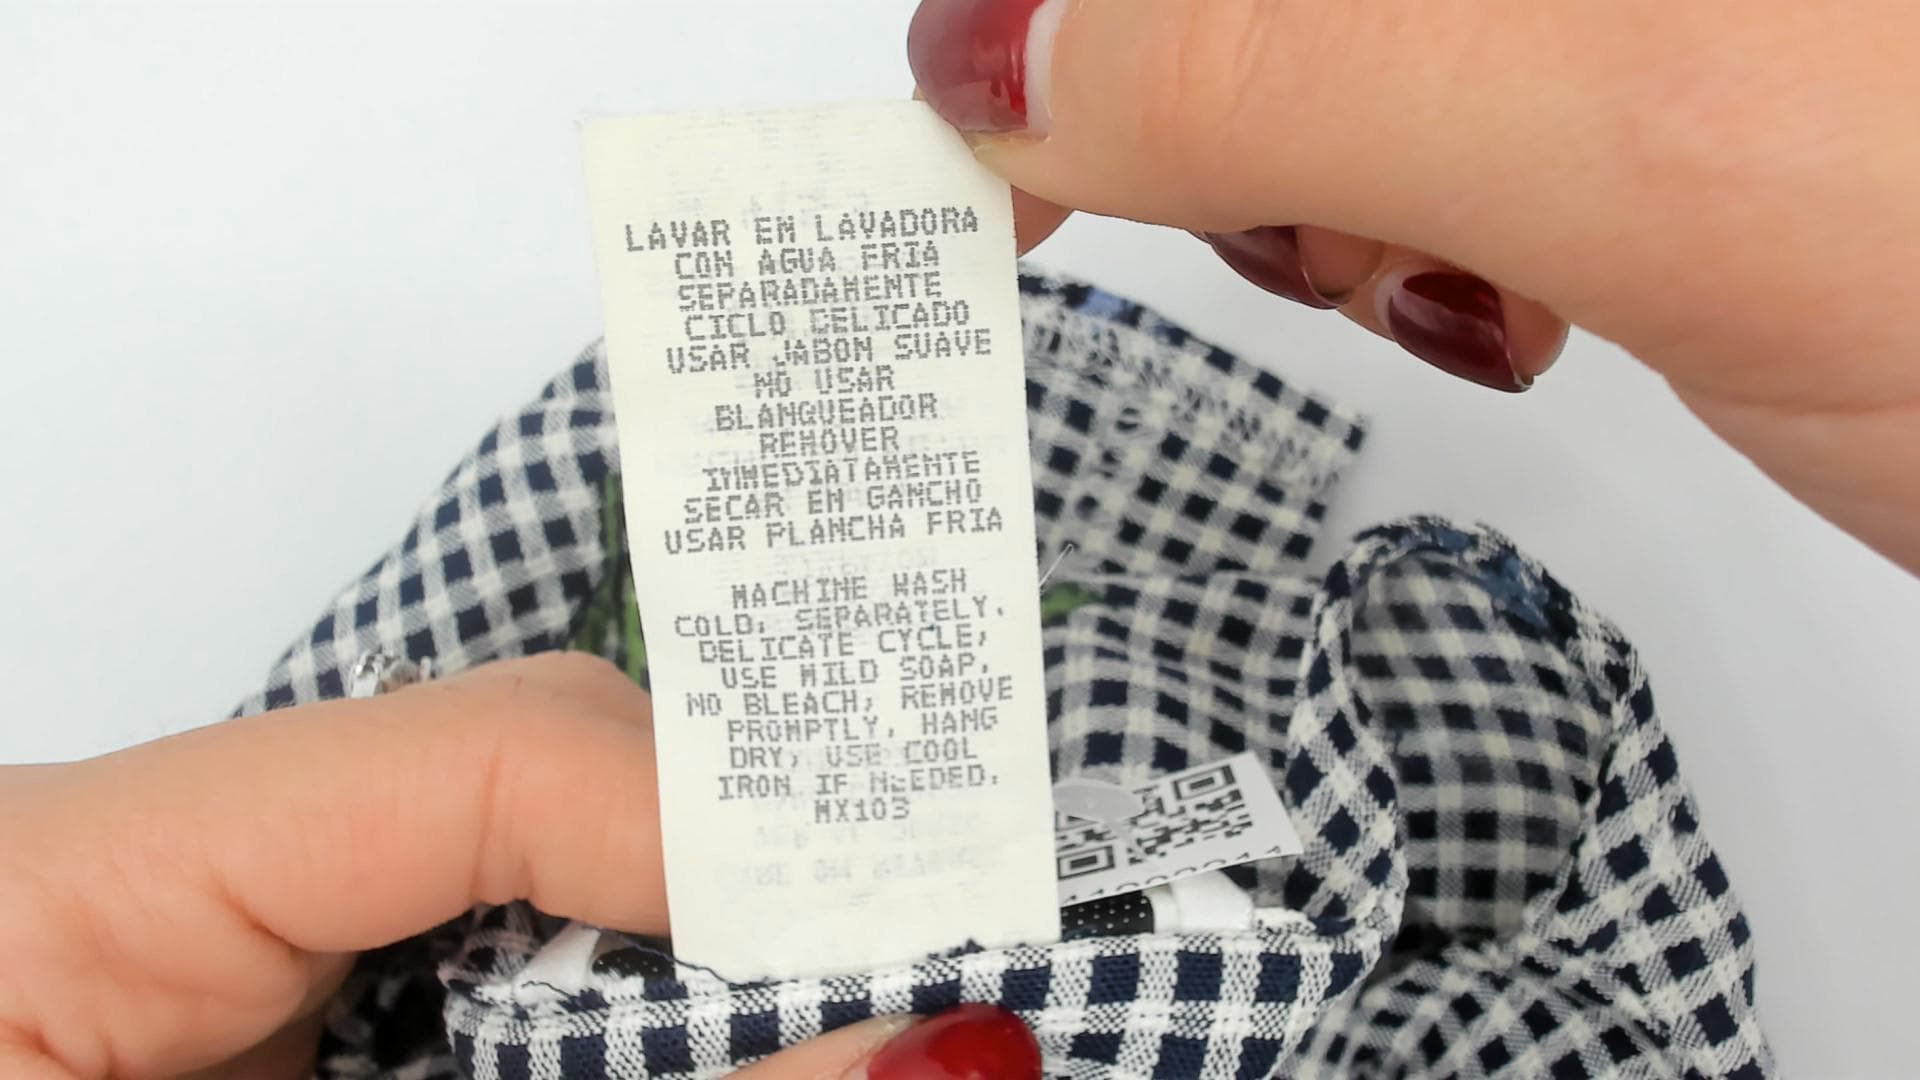 LAVAR EN LAVADORA
CON AGUA FRIA
SEPARADAMENTE
CICLO DELICADO
USAR JABON SUAVE
NO USAR
BLANQUEADOR
REMOVER
INMEDIATAMENTE
SECAR EN GANCHO
USAR PLANCHA FRIA
MACHINE WASH
COLD, SEPARATELY,
DELICATE CYCLE,
USE MILD SOAP,
NO BLEACH, REMOVE
PROMPTLY, HANG
DRY, USE COOL
IRON IF NEEDED.
MX103